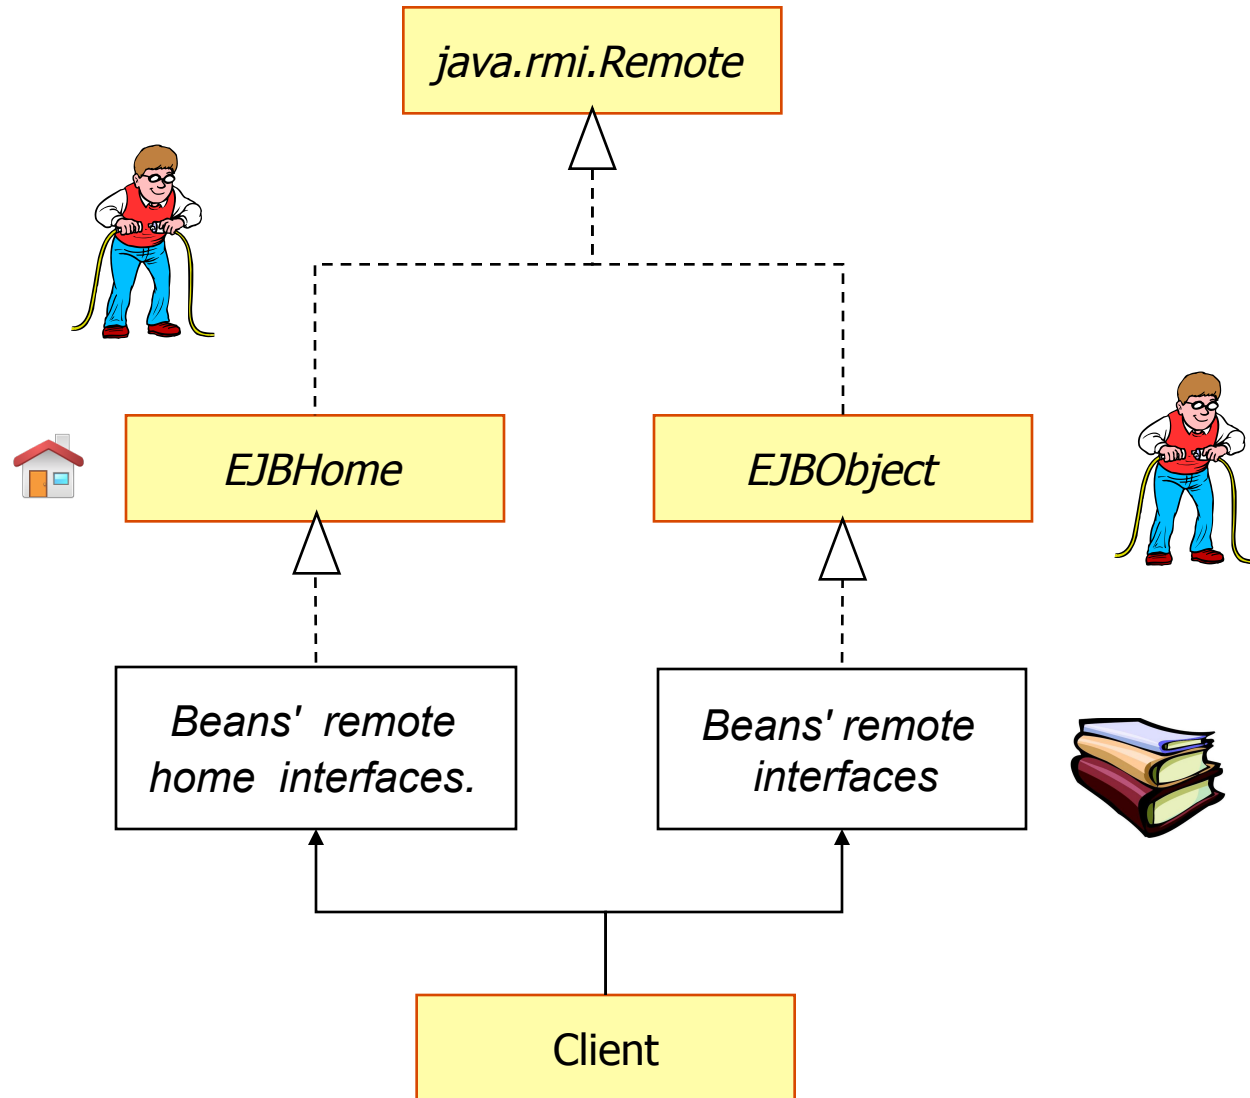 java.rmi.Remote
EJBHome
EJBObject
Beans' remote
home interfaces.
Beans' remote
interfaces
Client